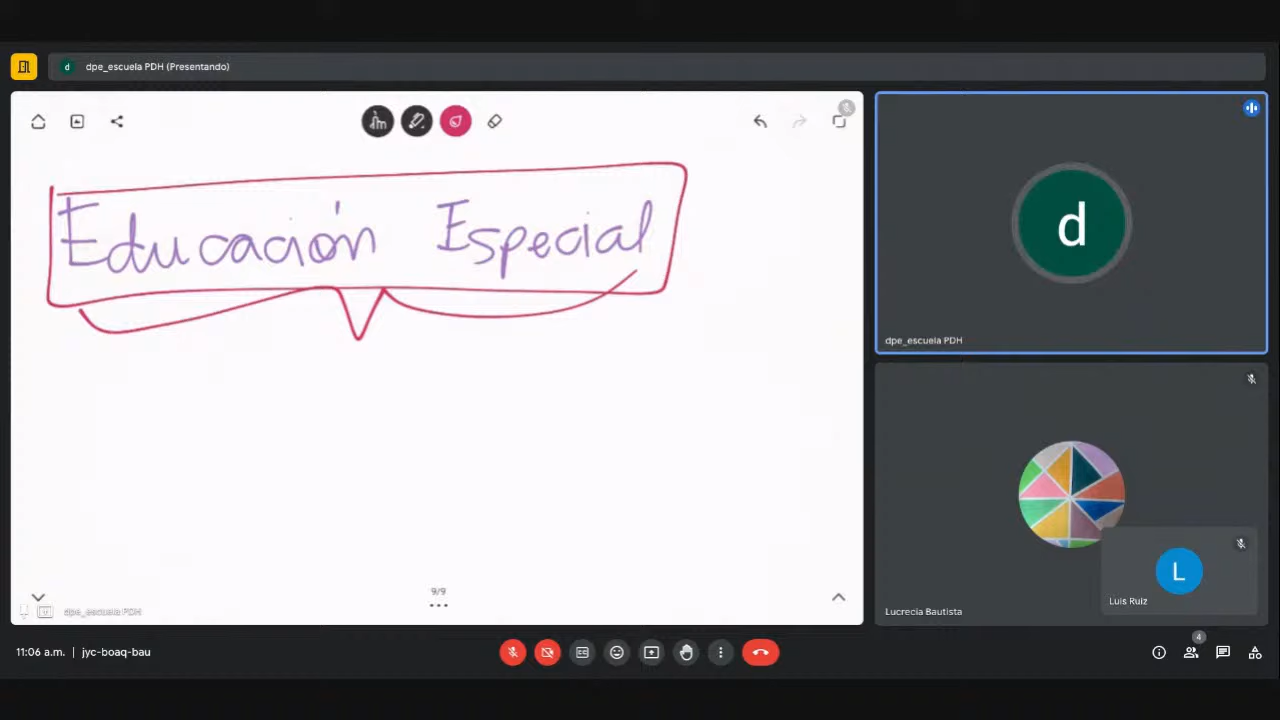 d dpe_escuela PDH (Presentando)
Educación Especial
9/9
dpe_escuela PDH
d
dpe_escuela PDH
Lucrecia Bautista
L
Luis Ruiz
11:06 a.m. | jyc-boaq-bau
4